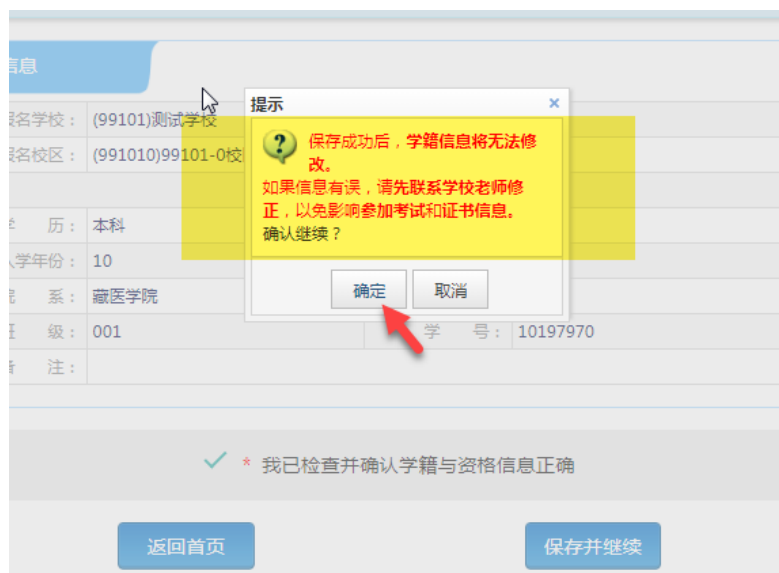 信息
提示 ×
报名学校： (99101)测试学校
保存成功后，学籍信息将无法修
改。
如果信息有误，请先联系学校老师修
正，以免影响参加考试和证书信息。
确认继续？
报名校区： (991010)99101-0校
历： 本科
入学年份： 10
系： 藏医学院
确定 取消
级： 001 学 号： 10197970
注：
* 我已检查并确认学籍与资格信息正确
返回首页 保存并继续